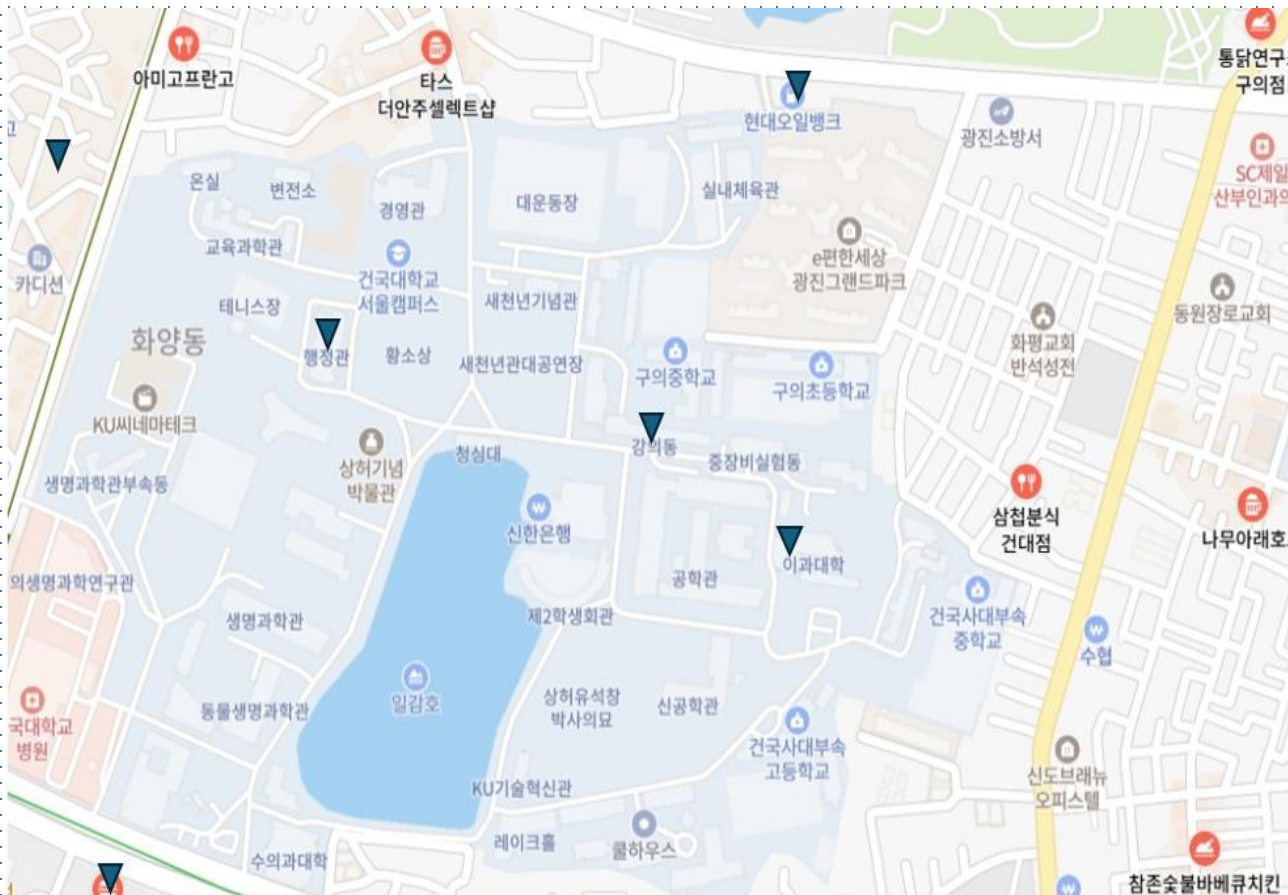 아미고프란고
타스
더안주셀렉트샵
현대오일뱅크
광진소방서
통닭연구
구의점
SC제일
산부인과의
온실
변전소
경영관
대운동장
실내체육관
교육과학관
건국대학교
서울캠퍼스
e편한세상
광진그랜드파크
카디션
테니스장
새천년기념관
동원장로교회
화양동
행정관
황소상
새천년관대공연장
구의중학교
구의초등학교
화평교회
반석성전
KU씨네마테크
상허기념
박물관
청심대
강의동
중장비실험동
생명과학관부속동
신한은행
삼첩분식
건대점
나무아래호
의생명과학연구관
공학관
이과대학
생명과학관
제2학생회관
건국사대부속
중학교
수협
동물생명과학관
일감호
상허유석창
박사의묘
신공학관
국대학교
병원
건국사대부속
고등학교
KU기술혁신관
신도브래뉴
오피스텔
수의과대학
레이크홀
쿨하우스
참존숯불바베큐치킨